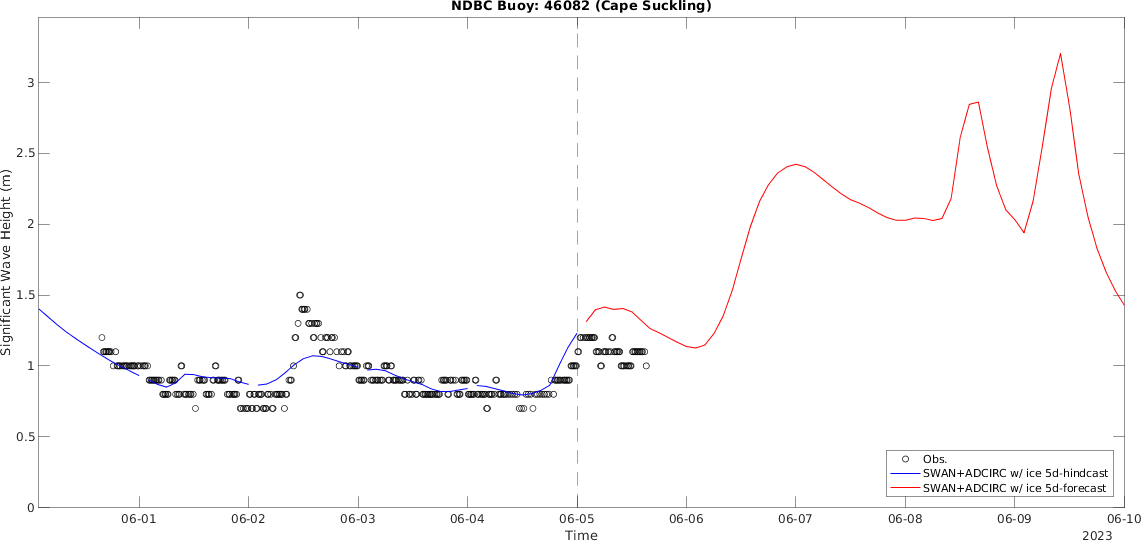 NDBC Buoy: 46082 (Cape Suckling)
Significant Wave Height (m)
3
2.5
2
1.5
1
0.5
0
06-01 06-02 06-03 06-04 06-05 06-06 06-07 06-08 06-09 06-10
Time
2023
Obs.
SWAN+ADCIRC w/ ice 5d-hindcast
SWAN+ADCIRC w/ ice 5d-forecast